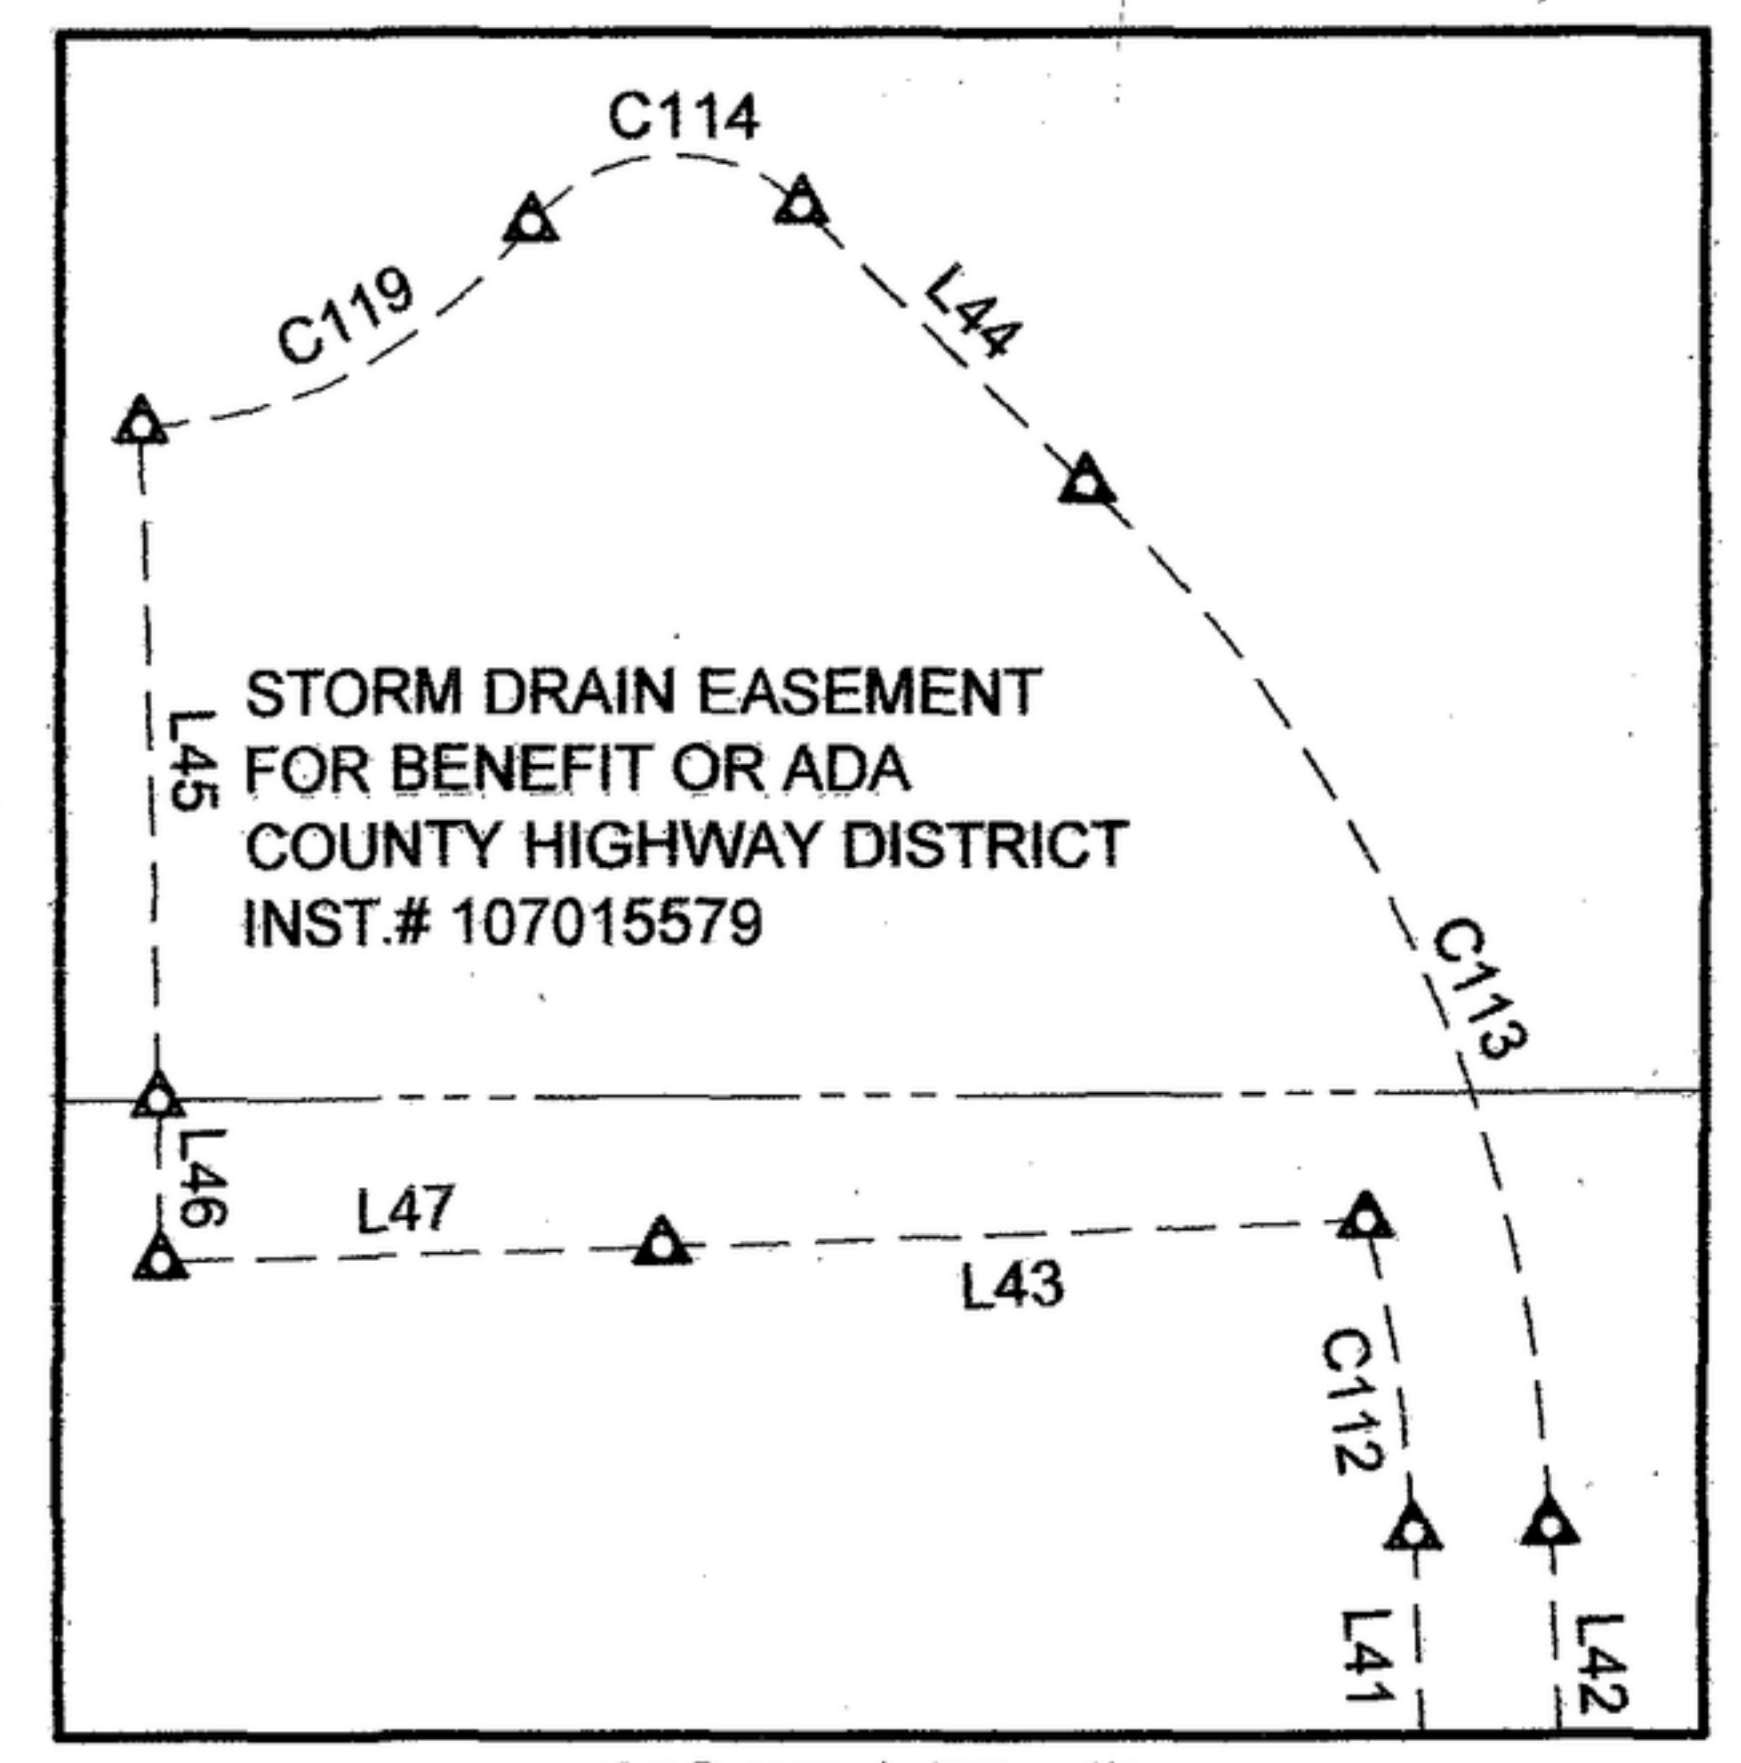 C114
C119
L44
STORM DRAIN EASEMENT
FOR BENEFIT OR ADA
COUNTY HIGHWAY DISTRICT
INST.# 107015579
L45
C113
L46
L47
L43
C112
L41
L42